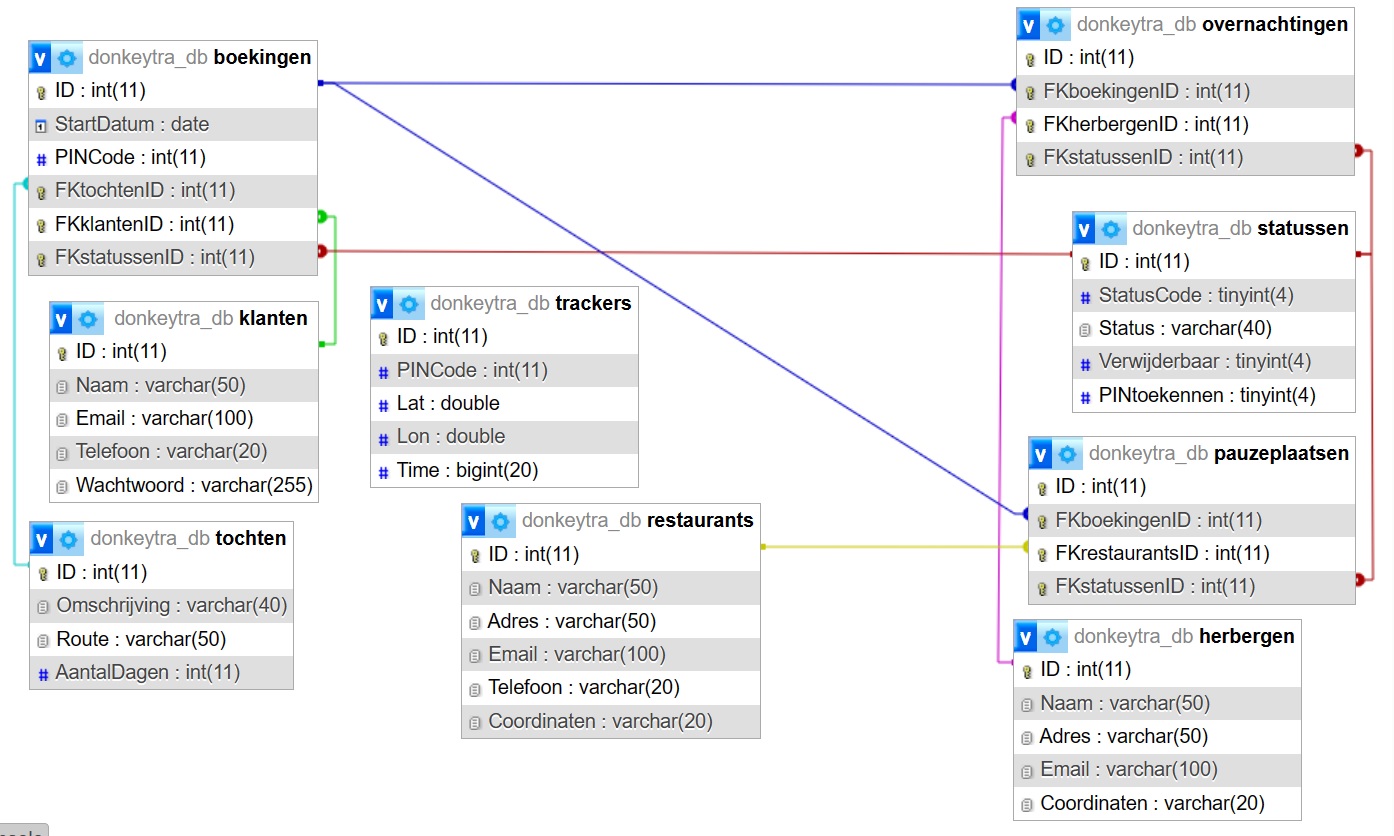 donkeytra_db boekingen
ID : int(11)
StartDatum : date
PINCode : int(11)
FKtochtenID : int(11)
FKklantenID : int(11)
FKstatussenID : int(11)
donkeytra_db klanten
ID : int(11)
Naam : varchar(50)
Email : varchar(100)
Telefoon : varchar(20)
Wachtwoord : varchar(255)
donkeytra_db tochten
ID : int(11)
Omschrijving : varchar(40)
Route : varchar(50)
AantalDagen : int(11)
donkeytra_db trackers
ID : int(11)
PINCode : int(11)
Lat : double
Lon : double
Time : bigint(20)
donkeytra_db restaurants
ID : int(11)
Naam : varchar(50)
Adres : varchar(50)
Email : varchar(100)
Telefoon : varchar(20)
Coordinaten : varchar(20)
donkeytra_db overnachtingen
ID : int(11)
FKboekingenID : int(11)
FKherbergenID : int(11)
FKstatussenID : int(11)
donkeytra_db statussen
ID : int(11)
StatusCode : tinyint(4)
Status : varchar(40)
Verwijderbaar : tinyint(4)
PINtoekennen : tinyint(4)
donkeytra_db pauzeplaatsen
ID : int(11)
FKboekingenID : int(11)
FKrestaurantsID : int(11)
FKstatussenID : int(11)
donkeytra_db herbergen
ID : int(11)
Naam : varchar(50)
Adres : varchar(50)
Email : varchar(100)
Coordinaten : varchar(20)